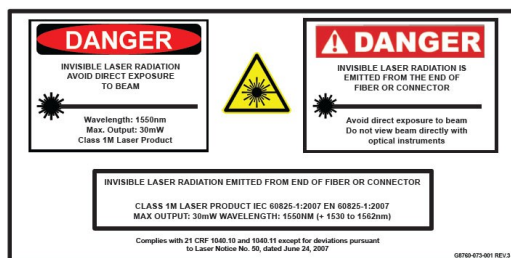 DANGER
INVISIBLE LASER RADIATION
AVOID DIRECT EXPOSURE
TO BEAM
Wavelength: 1550nm
Max. Output: 30mW
Class 1M Laser Product
DANGER
INVISIBLE LASER RADIATION IS
EMITTED FROM THE END OF
FIBER OR CONNECTOR
Avoid direct exposure to beam
Do not view beam directly with
optical instruments
INVISIBLE LASER RADIATION EMITTED FROM END OF FIBER OR CONNECTOR
CLASS 1M LASER PRODUCT IEC 60825-1:2007 EN 60825-1:2007
MAX OUTPUT: 30mW WAVELENGTH: 1550NM (+ 1530 to 1562nm)
Complies with 21 CRF 1040.10 and 1040.11 except for deviations pursuant
to Laser Notice No. 50, dated June 24, 2007
G8760-073-001 REV.3